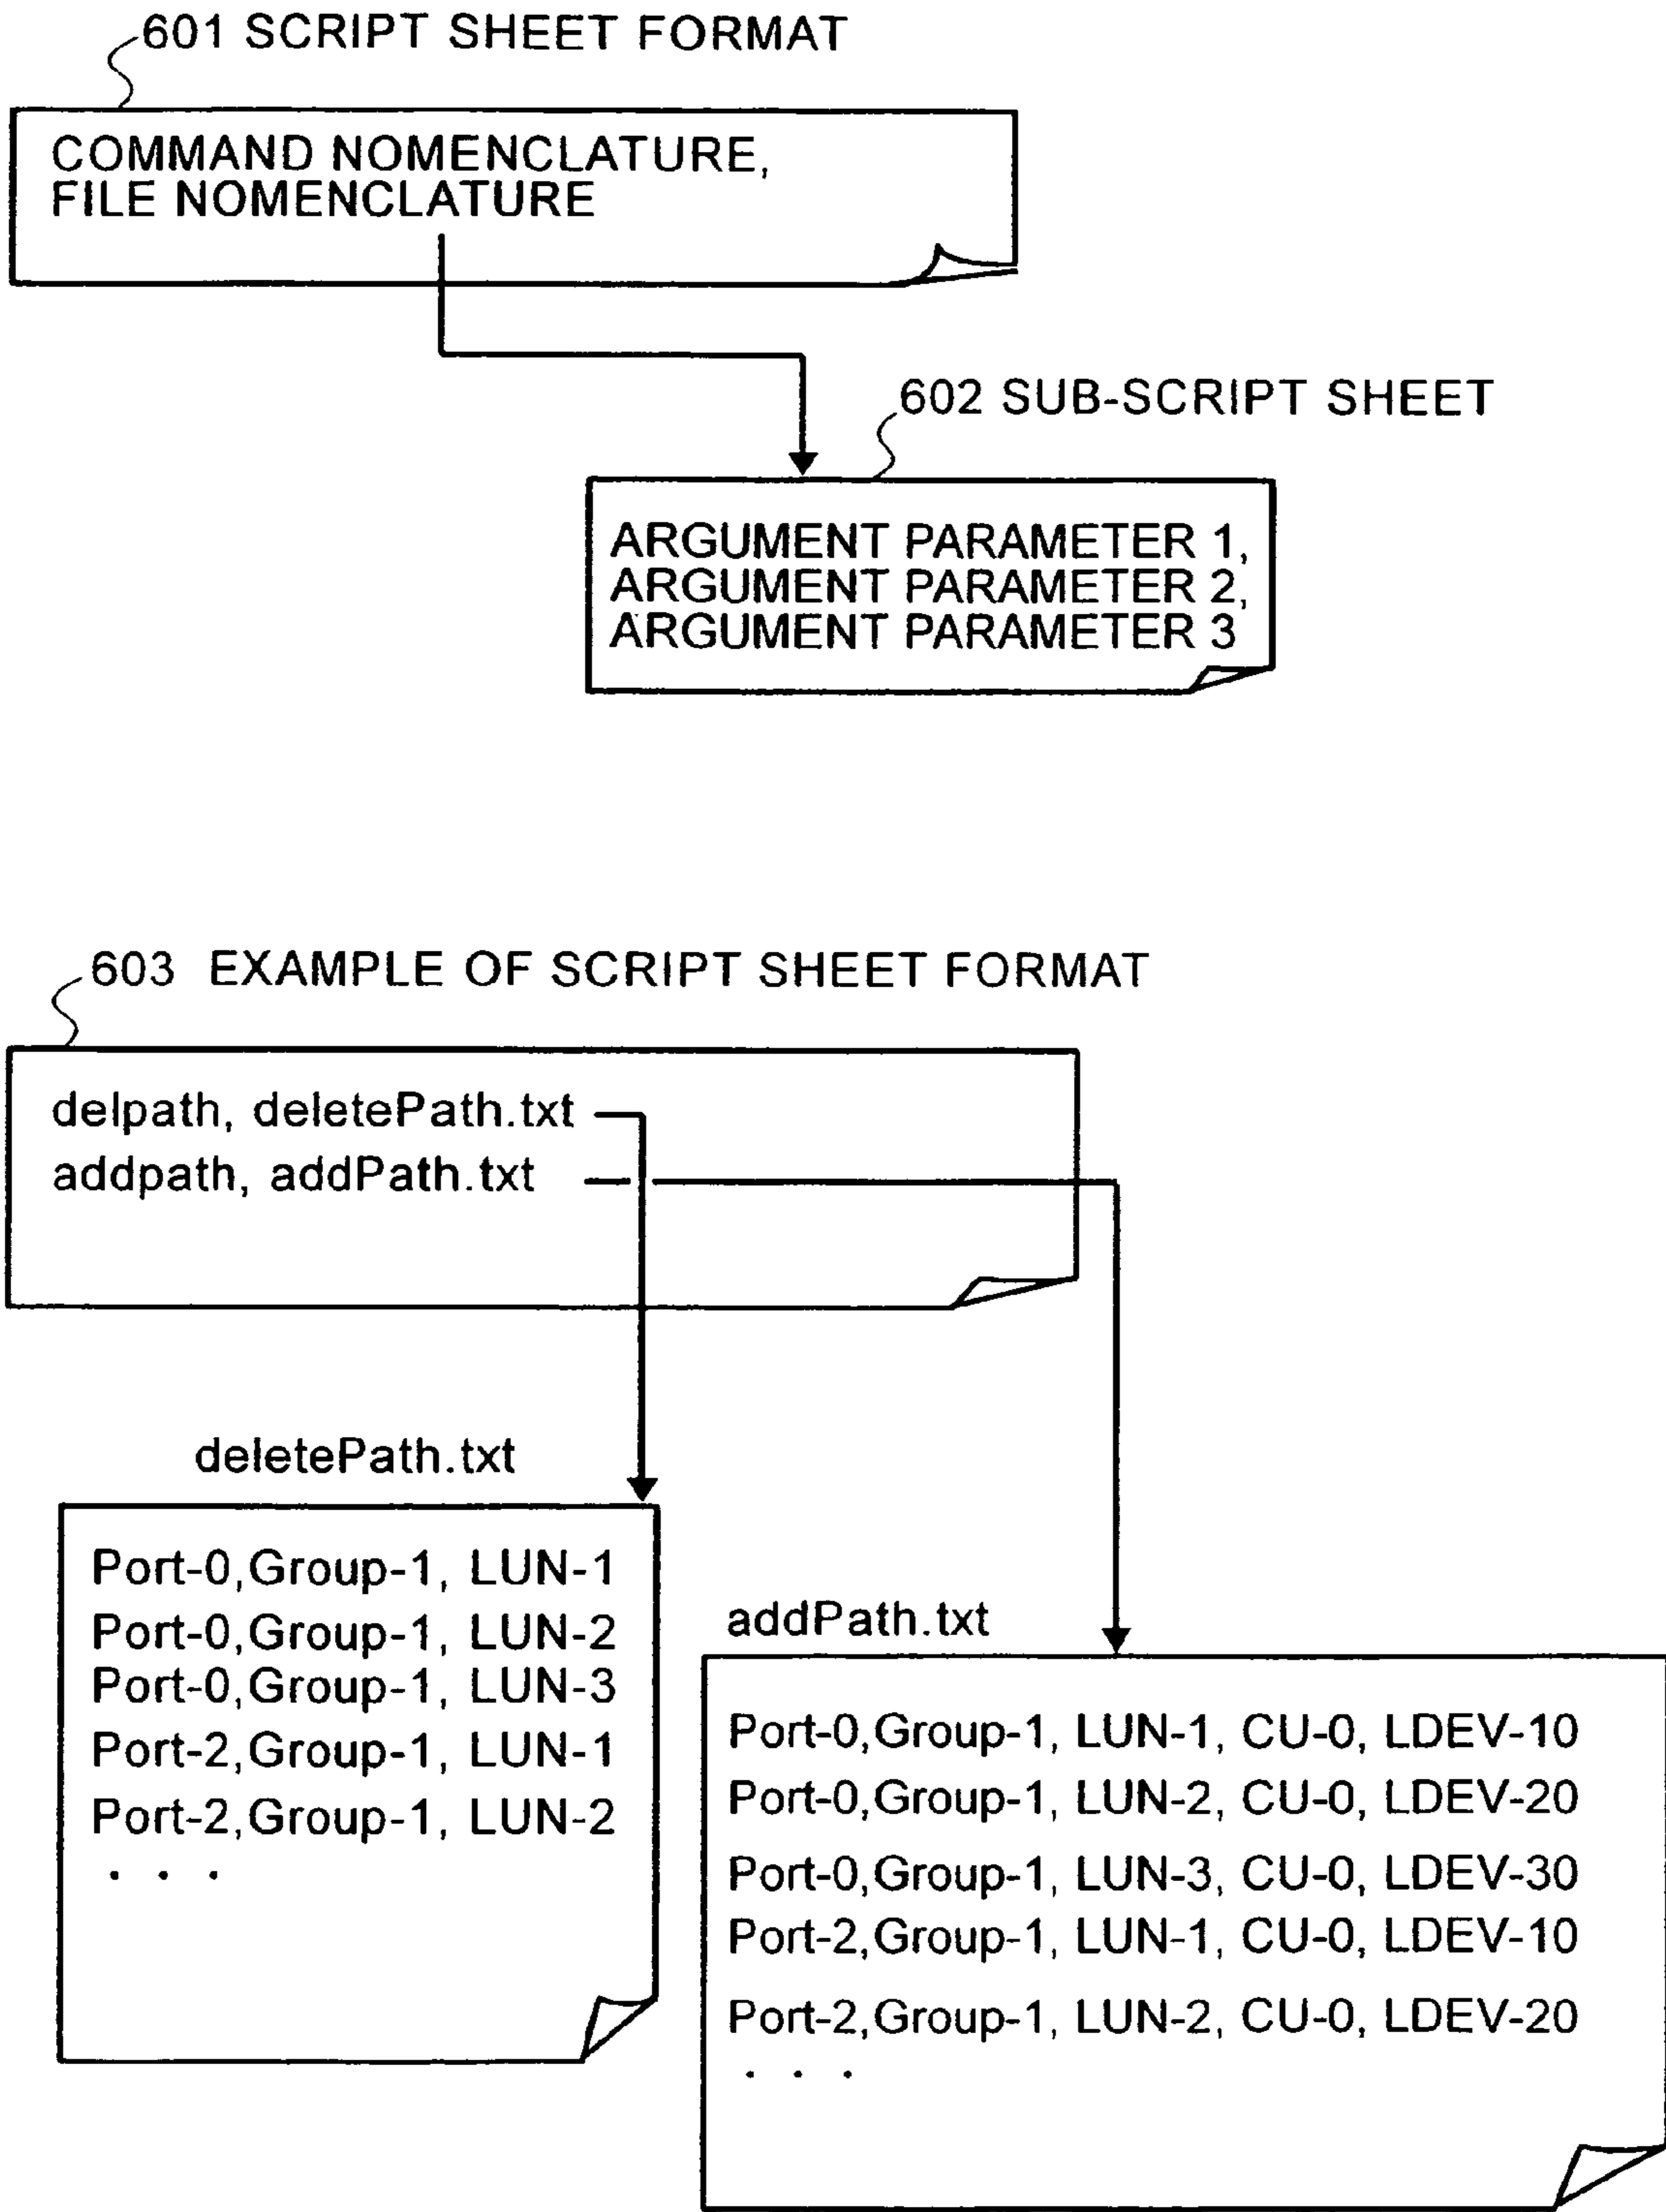 601 SCRIPT SHEET FORMAT
COMMAND NOMENCLATURE,
FILE NOMENCLATURE
602 SUB-SCRIPT SHEET
ARGUMENT PARAMETER 1,
ARGUMENT PARAMETER 2,
ARGUMENT PARAMETER 3
603 EXAMPLE OF SCRIPT SHEET FORMAT
delpath, deletePath.txt
addpath, addPath.txt
deletePath.txt
Port-0,Group-1, LUN-1
Port-0,Group-1, LUN-2
Port-0,Group-1, LUN-3
Port-2,Group-1, LUN-1
Port-2,Group-1, LUN-2
. . .
addPath.txt
Port-0,Group-1, LUN-1, CU-0, LDEV-10
Port-0,Group-1, LUN-2, CU-0, LDEV-20
Port-0,Group-1, LUN-3, CU-0, LDEV-30
Port-2,Group-1, LUN-1, CU-0, LDEV-10
Port-2,Group-1, LUN-2, CU-0, LDEV-20
. . .